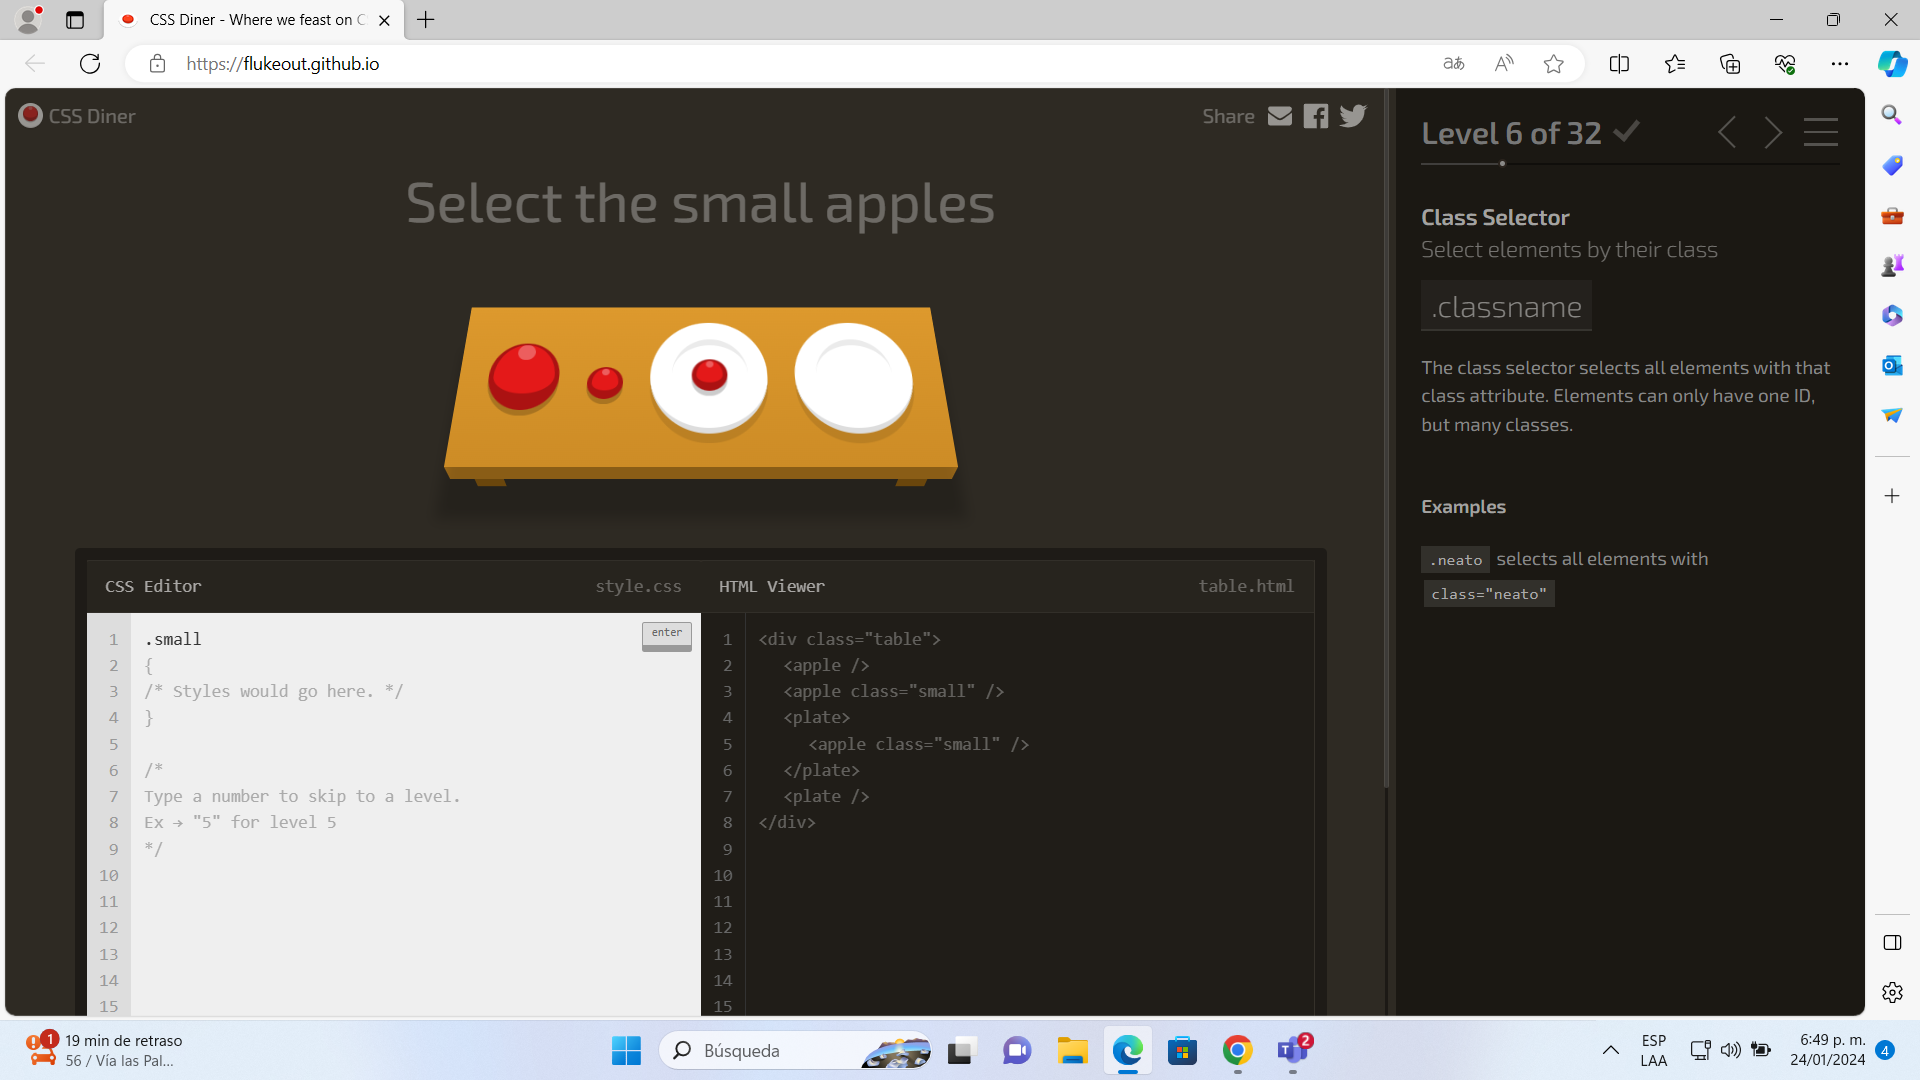 CSS Diner - Where we feast on C
https://flukeout.github.io
CSS Diner
Share
Level 6 of 32
Select the small apples
Class Selector
Select elements by their class
.classname
The class selector selects all elements with that
class attribute. Elements can only have one ID,
but many classes.
Examples
.neato selects all elements with
class="neato"
CSS Editor
style.css
HTML Viewer
table.html
enter
1 .small
2 {
3 /* Styles would go here. */
4 }
5
6 /*
7 Type a number to skip to a level.
8 Ex → "5" for level 5
9 */
10
11
12
13
14
15
1 <div class="table">
2 <apple />
3 <apple class="small" />
4 <plate>
5 <apple class="small" />
6 </plate>
7 <plate />
8 </div>
9
10
11
12
13
14
15
1
19 min de retraso
56 / Vía las Pal...
Búsqueda
2
ESP
LAA
6:49 p. m.
24/01/2024
4